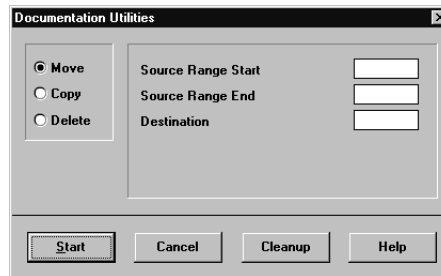 Documentation Utilities
Move
Copy
Delete
Source Range Start
Source Range End
Destination
Start
Cancel
Cleanup
Help